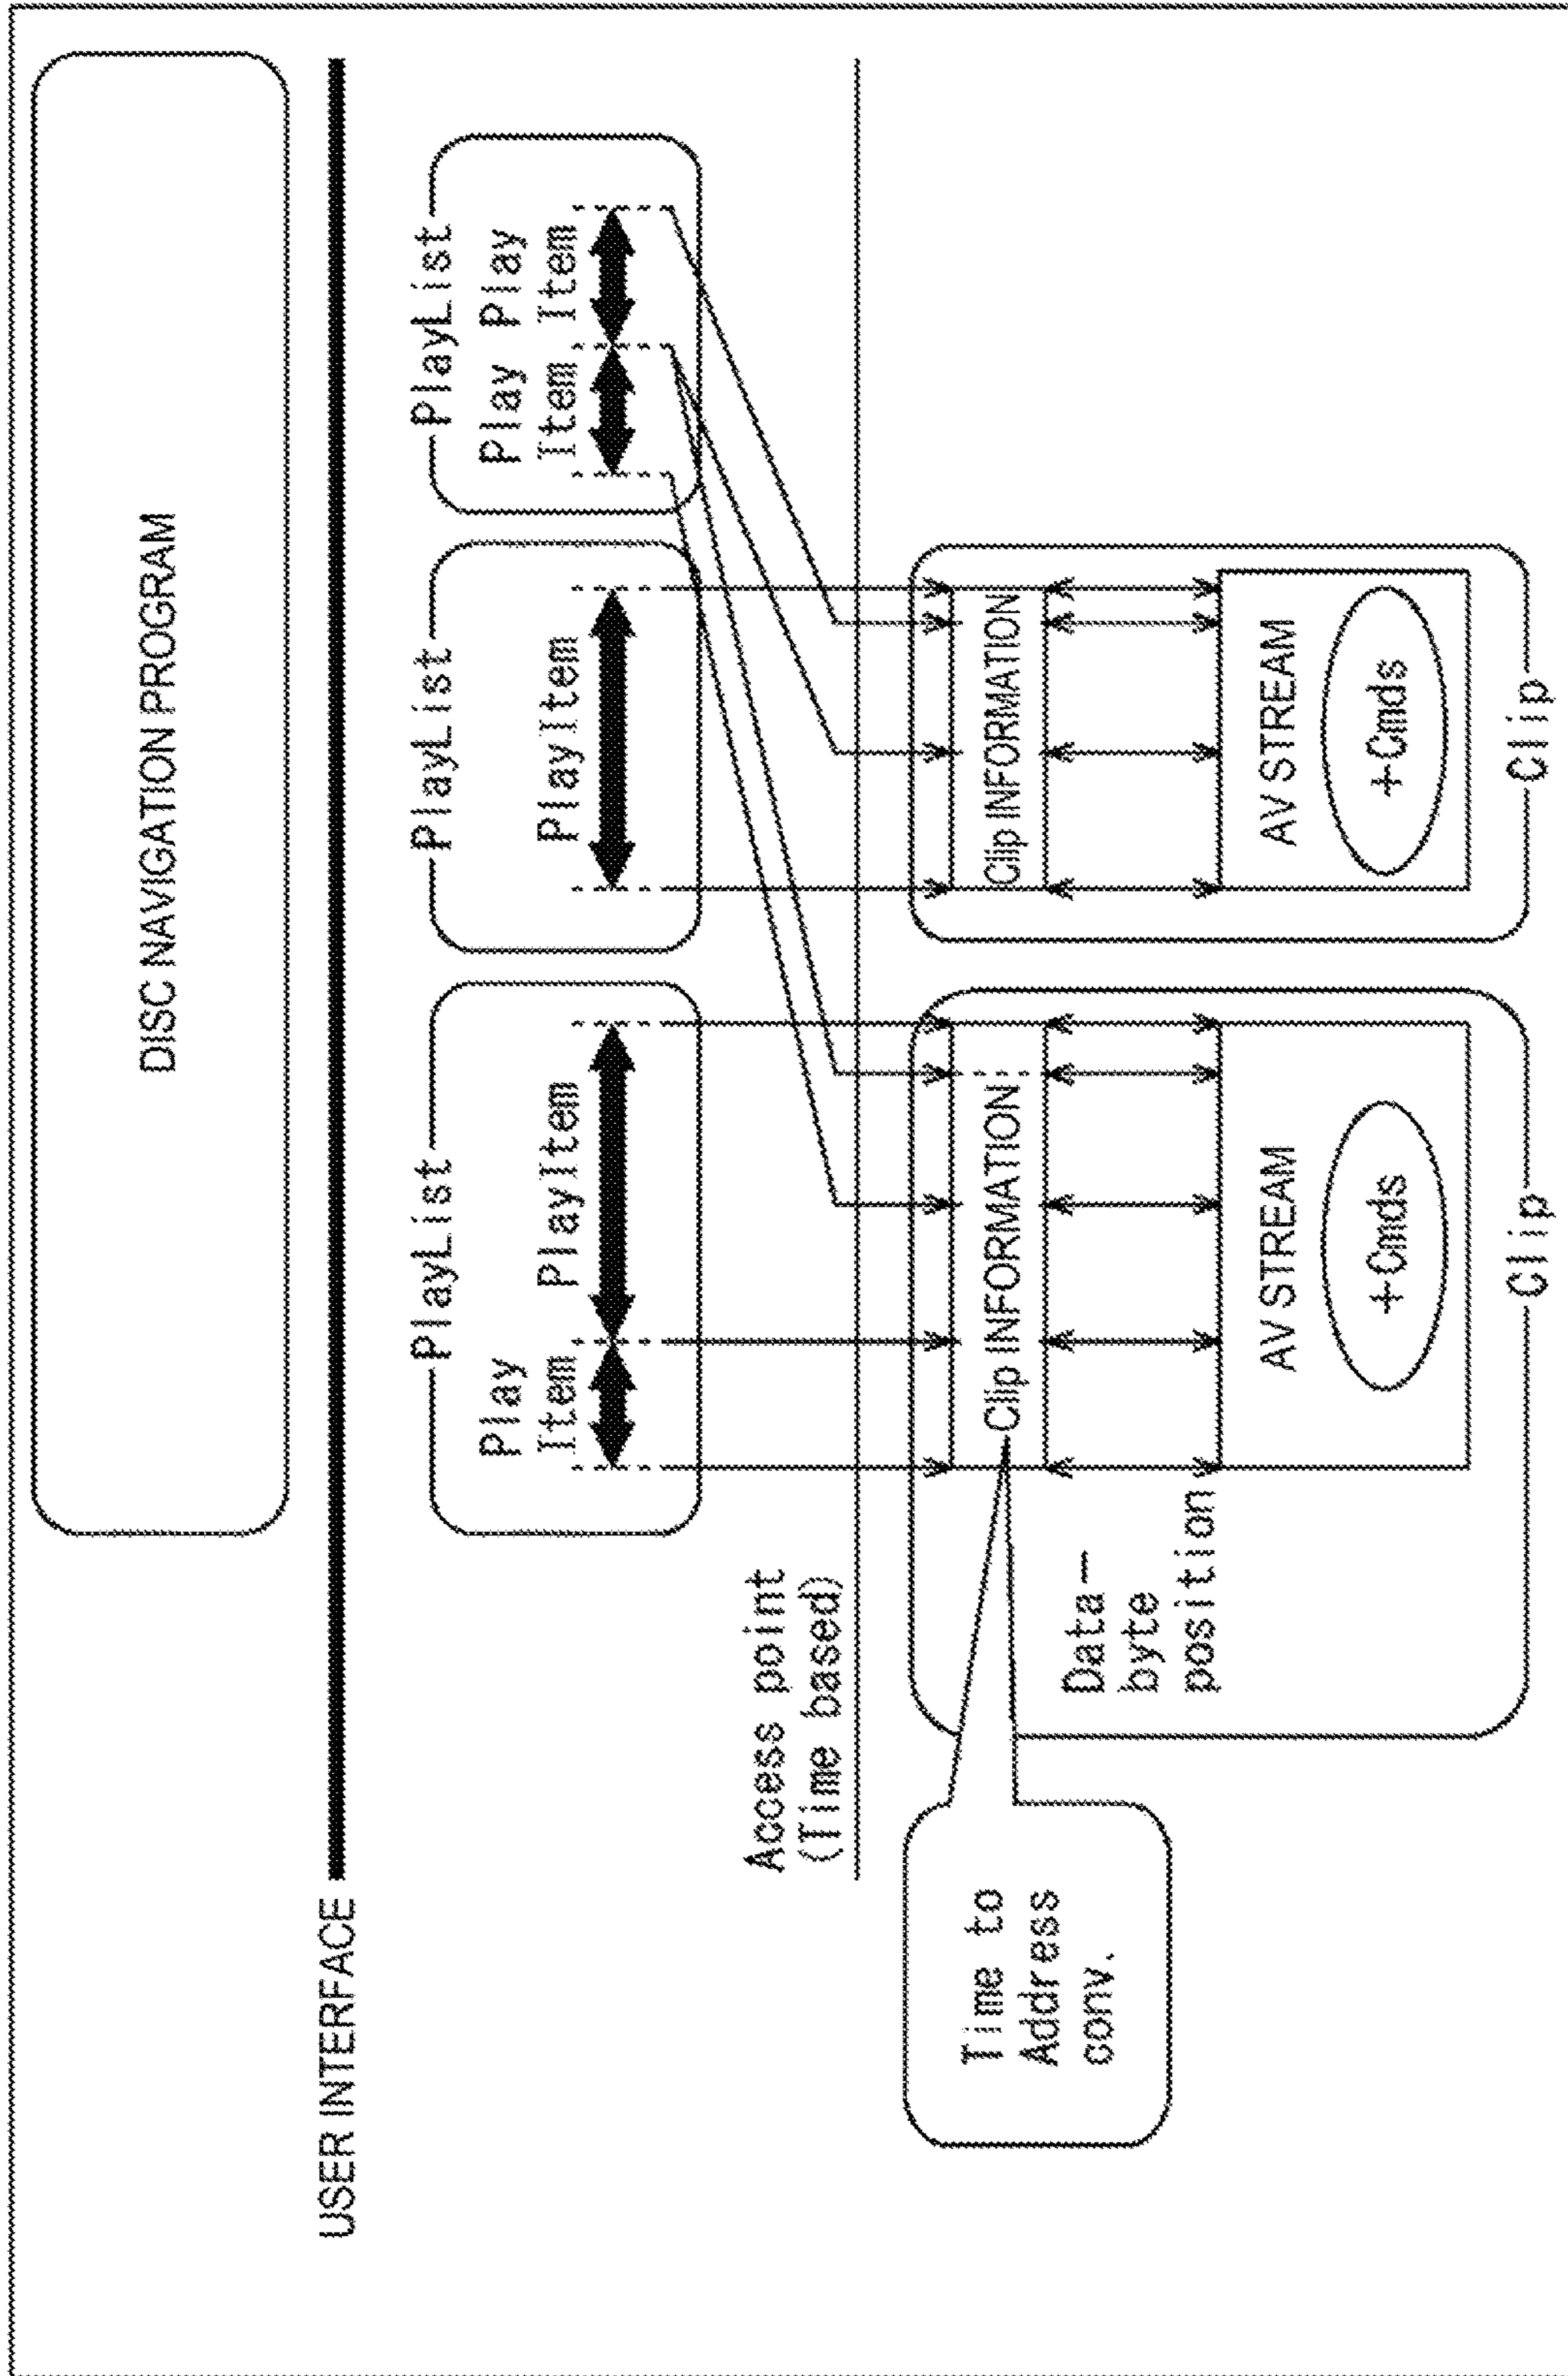 DISC NAVIGATION PROGRAM
USER INTERFACE
PlayList
Play
Item
PlayItem
PlayList
PlayItem
PlayList
Play Play
Item Item
Access point
(Time based)
Time to
Address
conv.
Clip INFORMATION
Clip INFORMATION
Data-
byte
position
AV STREAM
+Cmds
AV STREAM
+Cmds
Clip
Clip